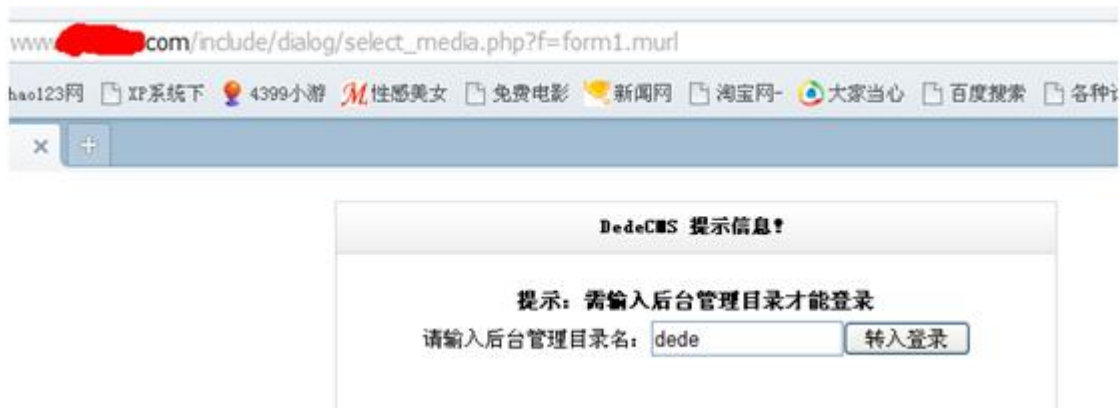 www com/include/dialog/select_media.php?f=form1.murl
hao123网 XP系统下 4399小游 性感美女 免费电影 新闻网 淘宝网- 大家当心 百度搜索 各种
DedeCMS 提示信息!
提示：需输入后台管理目录才能登录
请输入后台管理目录名： dede 转入登录